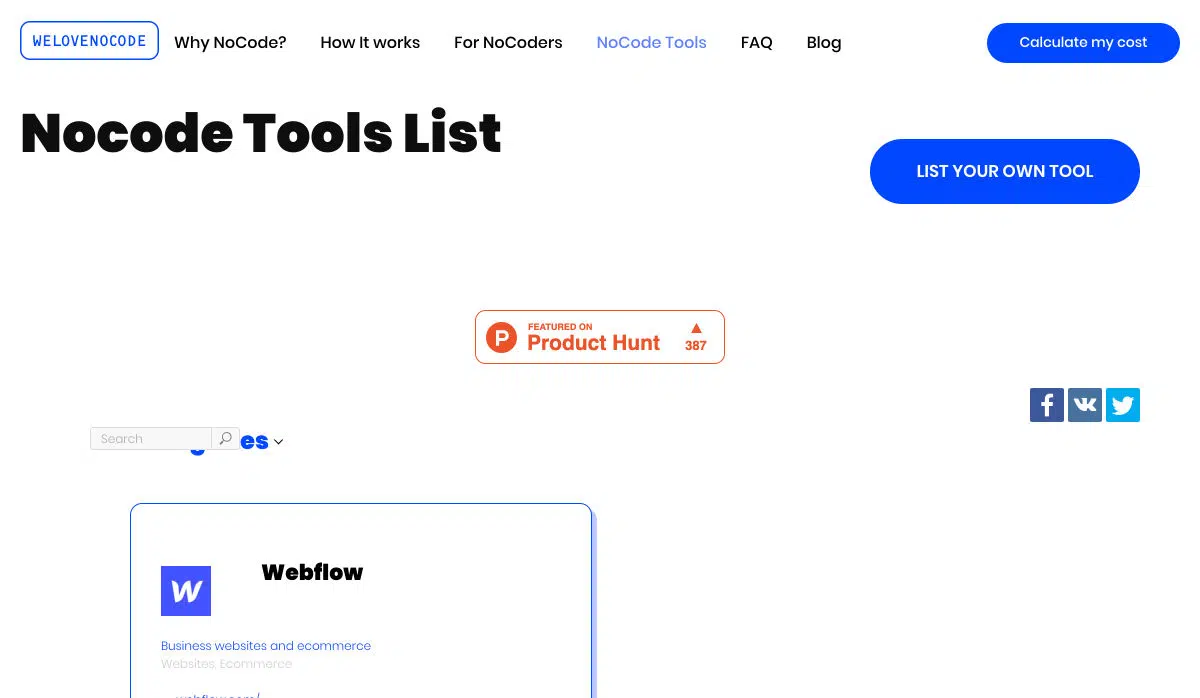 WELOVENOCODE Why NoCode? How It works For NoCoders NoCode Tools FAQ Blog Calculate my cost
Nocode Tools List
LIST YOUR OWN TOOL
FEATURED ON
Product Hunt 387
Search es
Webflow
Business websites and ecommerce
Websites, Ecommerce
webflow.com/